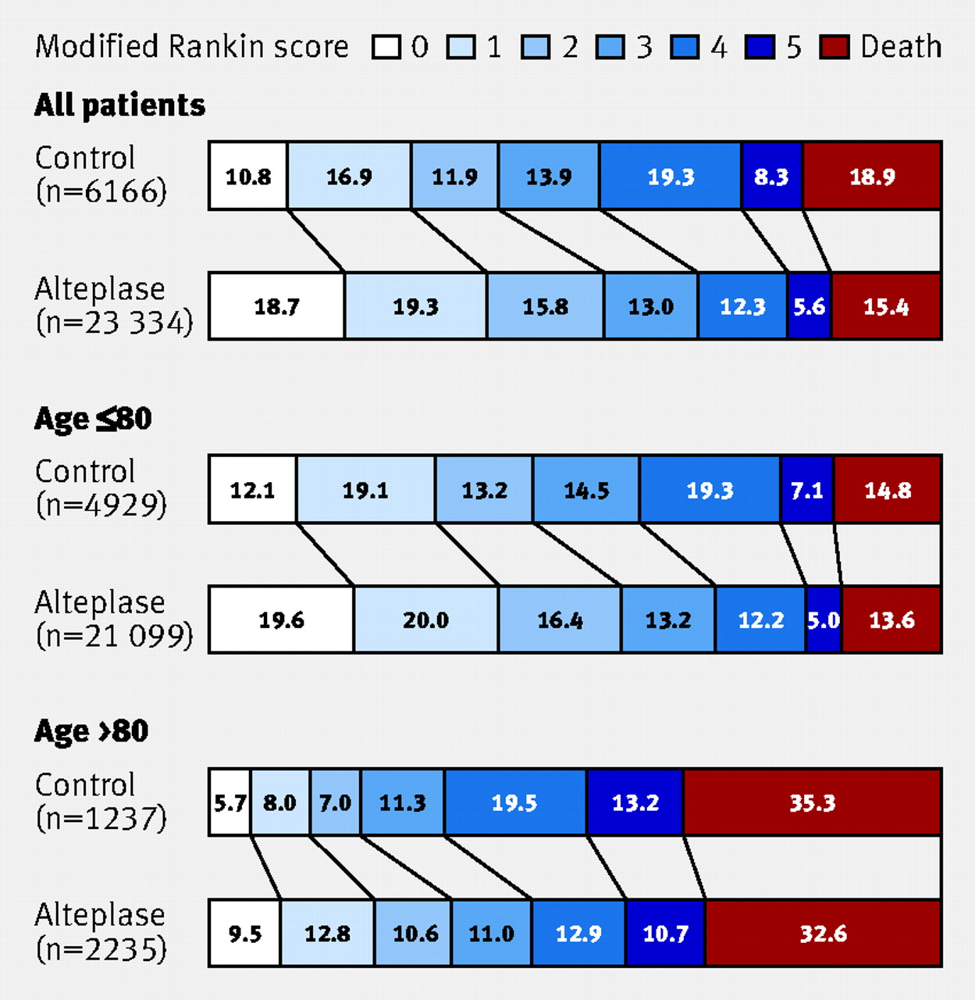 Modified Rankin score 0 1 2 3 4 5 Death
All patients
Control
(n=6166)
10.8 16.9 11.9 13.9 19.3 8.3 18.9
Alteplase
(n=23 334)
18.7 19.3 15.8 13.0 12.3 5.6 15.4
Age ≤80
Control
(n=4929)
12.1 19.1 13.2 14.5 19.3 7.1 14.8
Alteplase
(n=21 099)
19.6 20.0 16.4 13.2 12.2 5.0 13.6
Age >80
Control
(n=1237)
5.7 8.0 7.0 11.3 19.5 13.2 35.3
Alteplase
(n=2235)
9.5 12.8 10.6 11.0 12.9 10.7 32.6